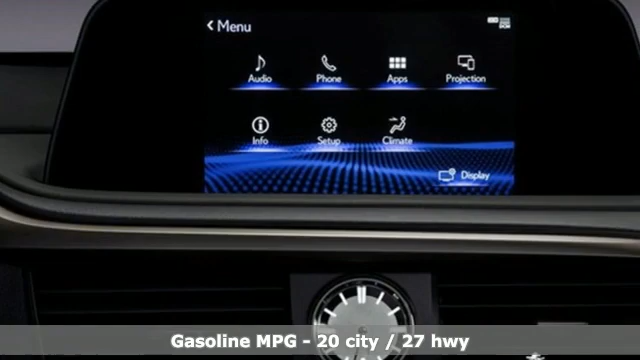 Menu
Audio Phone Apps Projection
Info Setup Climate
Display
Gasoline MPG - 20 city / 27 hwy